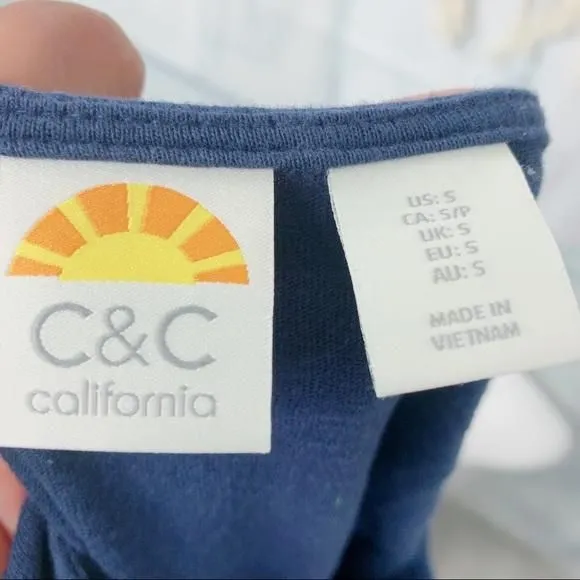 C&C
california
US: S
CA: S/P
UK: S
EU: S
AU: S
MADE IN
VIETNAM